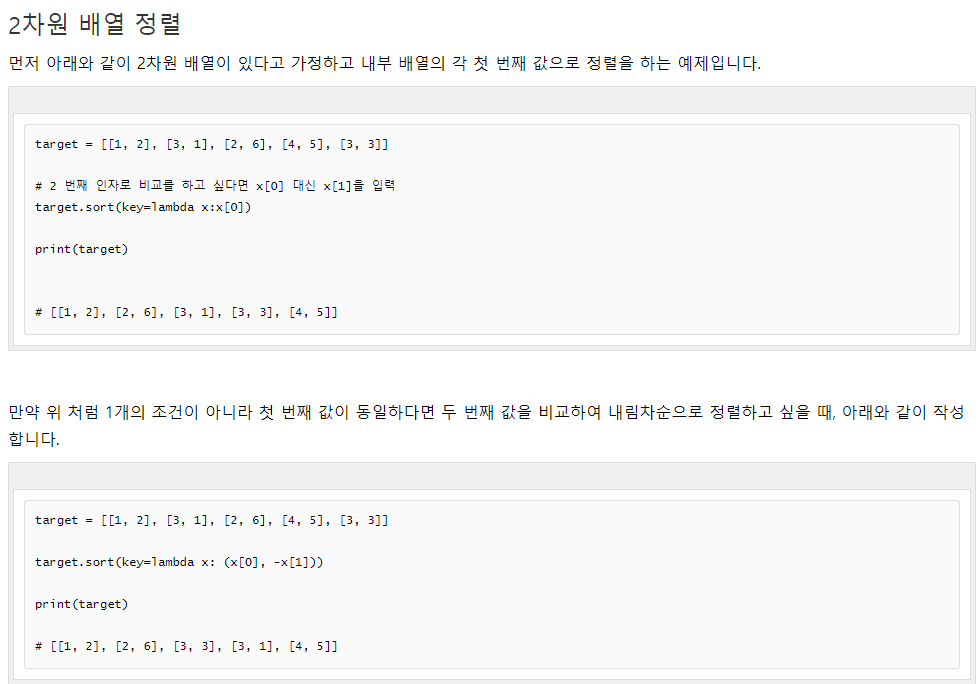 2차원 배열 정렬
먼저 아래와 같이 2차원 배열이 있다고 가정하고 내부 배열의 각 첫 번째 값으로 정렬을 하는 예제입니다.
target = [[1, 2], [3, 1], [2, 6], [4, 5], [3, 3]]
# 2 번째 인자로 비교를 하고 싶다면 x[0] 대신 x[1]을 입력
target.sort(key=lambda x:x[0])
print(target)
# [[1, 2], [2, 6], [3, 1], [3, 3], [4, 5]]
만약 위 처럼 1개의 조건이 아니라 첫 번째 값이 동일하다면 두 번째 값을 비교하여 내림차순으로 정렬하고 싶을 때, 아래와 같이 작성
합니다.
target = [[1, 2], [3, 1], [2, 6], [4, 5], [3, 3]]
target.sort(key=lambda x: (x[0], -x[1]))
print(target)
# [[1, 2], [2, 6], [3, 3], [3, 1], [4, 5]]